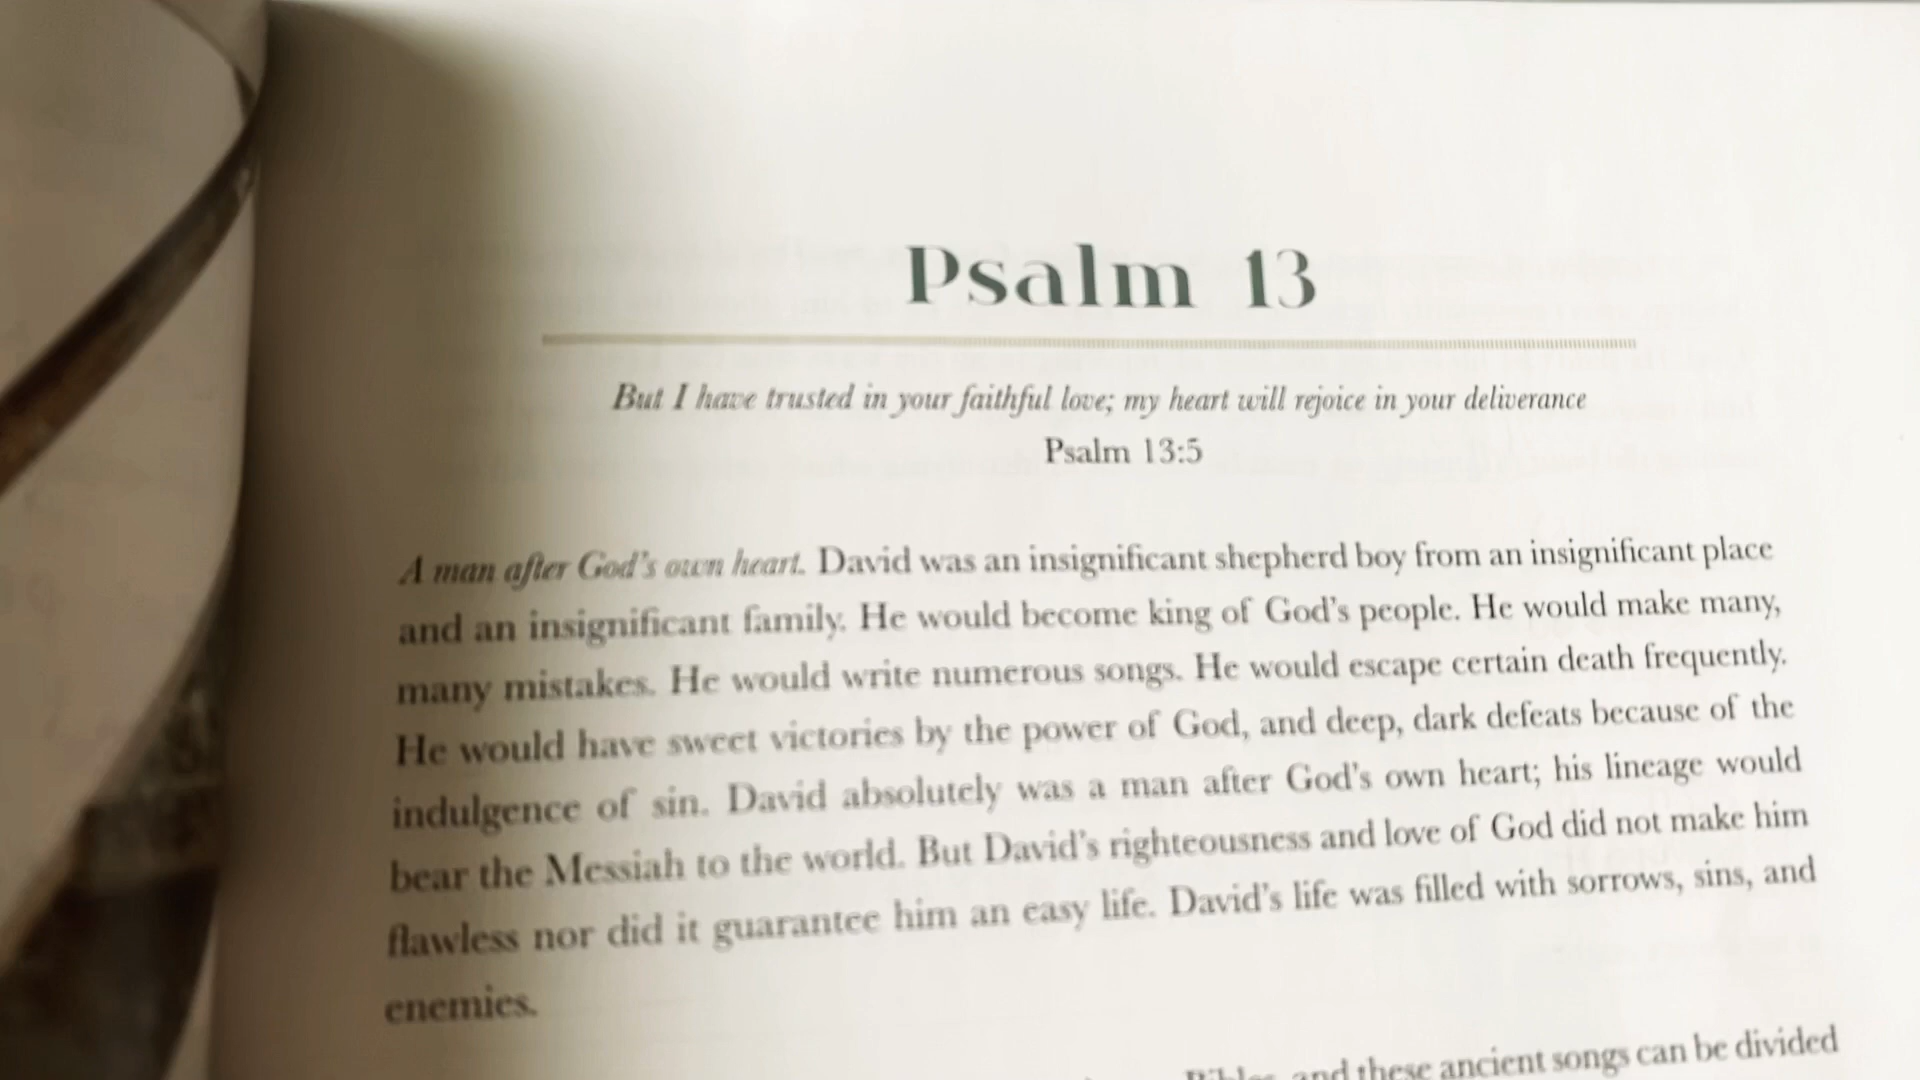 Psalm 13
But I have trusted in your faithful love; my heart will rejoice in your deliverance
Psalm 13:5
A man after God's own heart. David was an insignificant shepherd boy from an insignificant place
and an insignificant family. He would become king of God's people. He would make many,
many mistakes. He would write numerous songs. He would escape certain death frequently.
He would have sweet victories by the power of God, and deep, dark defeats because of the
indulgence of sin. David absolutely was a man after God's own heart; his lineage would
bear the Messiah to the world. But David's righteousness and love of God did not make him
flawless nor did it guarantee him an easy life. David's life was filled with sorrows, sins, and
enemies.
and these ancient songs can be divided